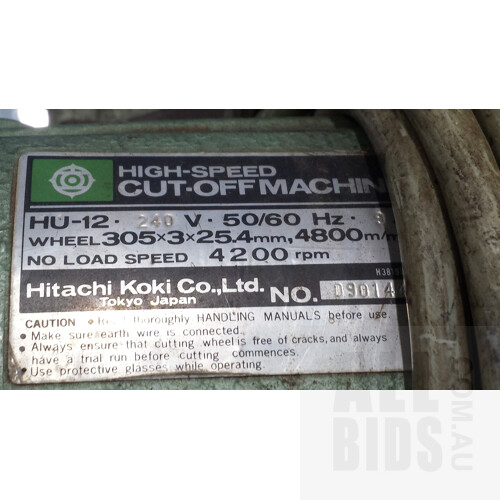 HIGH-SPEED
CUT-OFF MACHIN
HU-12 · 240 V · 50/60 Hz ·
WHEEL 305×3×25.4mm, 4800m/m
NO LOAD SPEED 4200 rpm
Hitachi Koki Co., Ltd. NO. D9014
Tokyo Japan
CAUTION • Read thoroughly HANDLING MANUALS before use.
• Make sure earth wire is connected.
• Always ensure that cutting wheel is free of cracks, and always
have a trial run before cutting commences.
• Use protective glasses while operating.
ALL
BIDS
.COM.AU